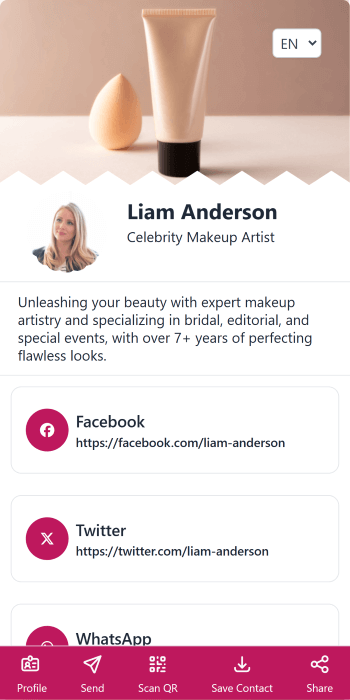 EN
Liam Anderson
Celebrity Makeup Artist
Unleashing your beauty with expert makeup
artistry and specializing in bridal, editorial, and
special events, with over 7+ years of perfecting
flawless looks.
Facebook
https://facebook.com/liam-anderson
Twitter
https://twitter.com/liam-anderson
WhatsApp
Profile
Send
Scan QR
Save Contact
Share